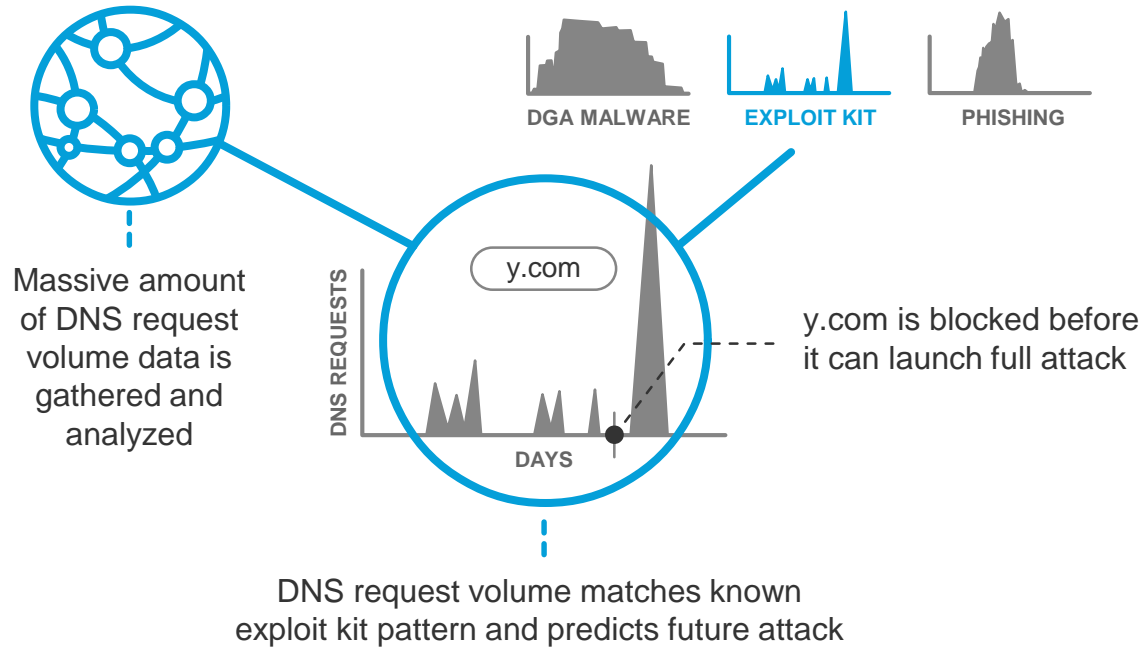 DGA MALWARE
EXPLOIT KIT
PHISHING
Massive amount
of DNS request
volume data is
gathered and
analyzed
DNS REQUESTS
y.com
DAYS
y.com is blocked before
it can launch full attack
DNS request volume matches known
exploit kit pattern and predicts future attack